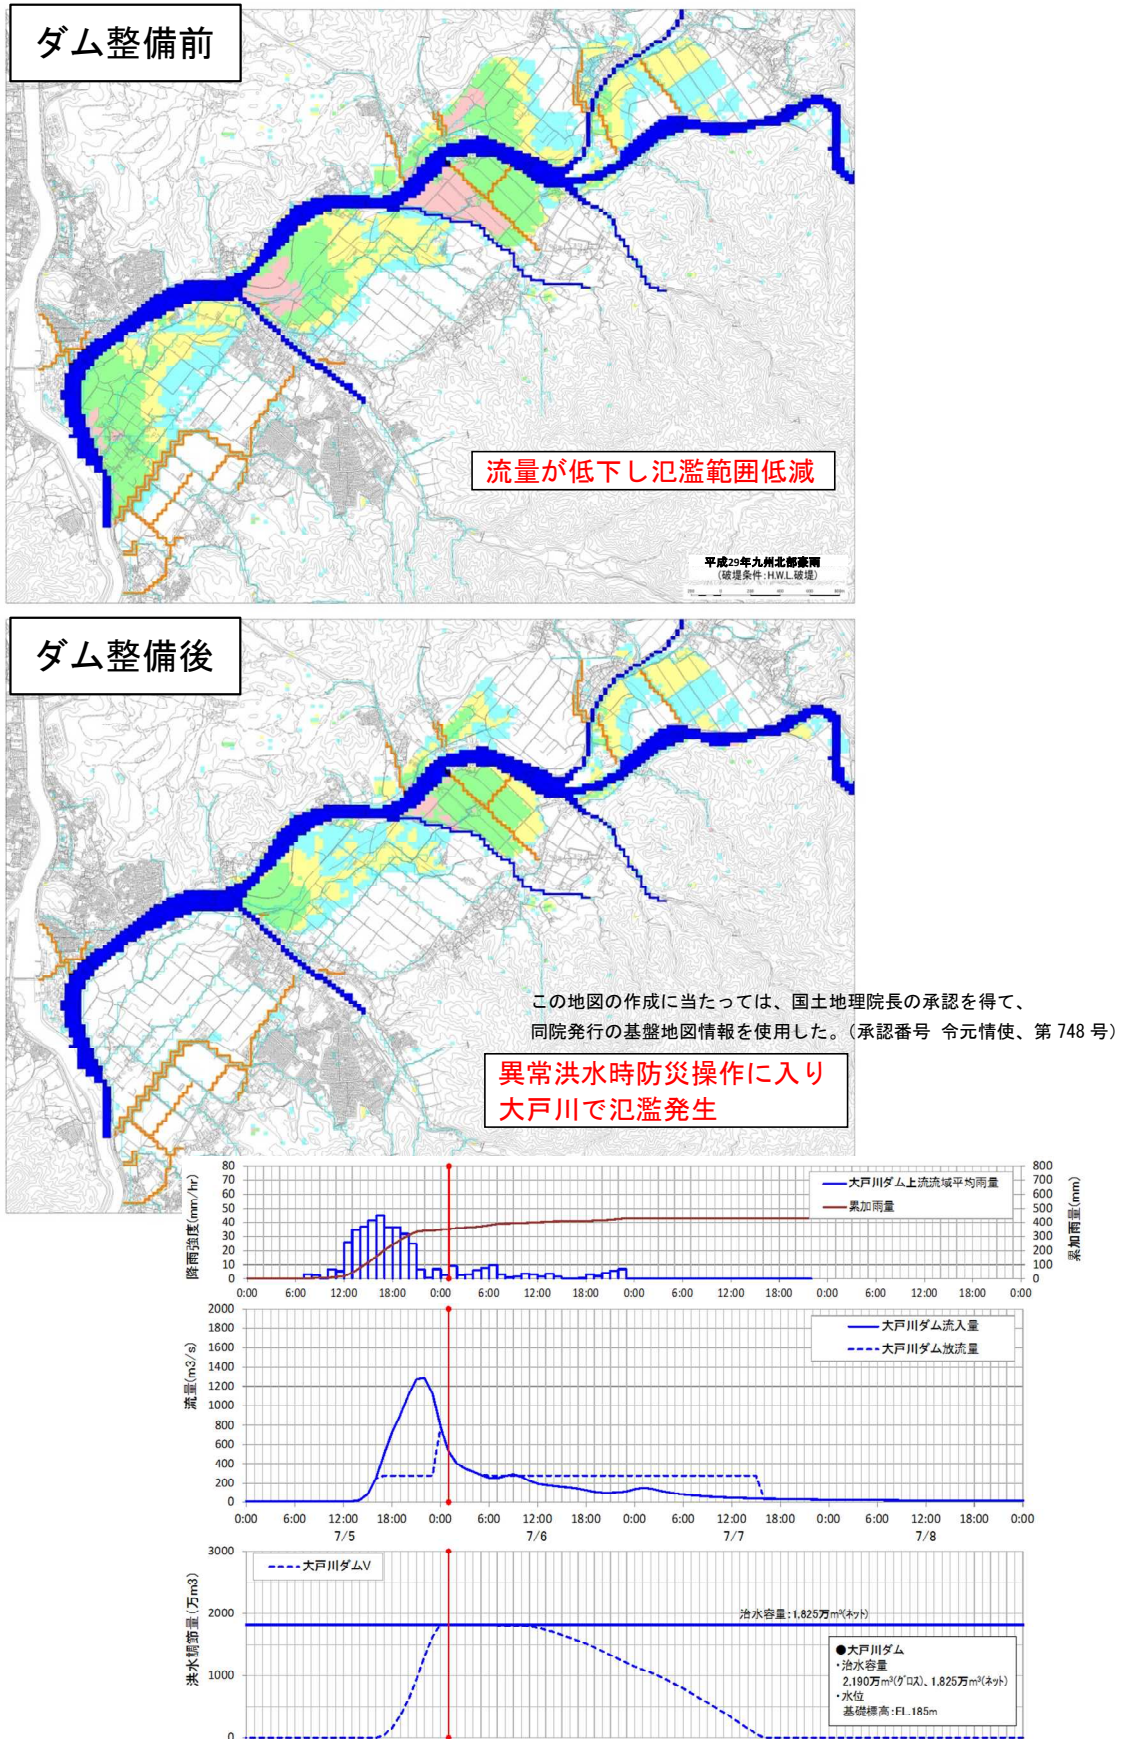 ダム整備前
流量が低下し氾濫範囲低減
平成29年九州北部豪雨
(破堤条件:H.W.L.破堤)
ダム整備後
この地図の作成に当たっては、国土地理院長の承認を得て、
同院発行の基盤地図情報を使用した。(承認番号 令元情使、第 748 号)
異常洪水時防災操作に入り
大戸川で氾濫発生
降雨強度(mm/hr)
80
70
60
50
40
30
20
10
0
大戸川ダム上流流域平均雨量
累加雨量
800
700
600
500
400
300
200
100
0
累加雨量(mm)
0:00 6:00 12:00 18:00 0:00 6:00 12:00 18:00 0:00 6:00 12:00 18:00 0:00 6:00 12:00 18:00 0:00
流量(m3/s)
2000
1800
1600
1400
1200
1000
800
600
400
200
0
大戸川ダム流入量
大戸川ダム放流量
0:00 6:00 12:00 18:00 0:00 6:00 12:00 18:00 0:00 6:00 12:00 18:00 0:00 6:00 12:00 18:00 0:00
7/5 7/6 7/7 7/8
洪水調節量(万m3)
3000
2000
1000
0
大戸川ダムV
治水容量:1,825万m³(ネット)
●大戸川ダム
・治水容量
2,190万m³(グロス)、1,825万m³(ネット)
・水位
基礎標高:EL.185m